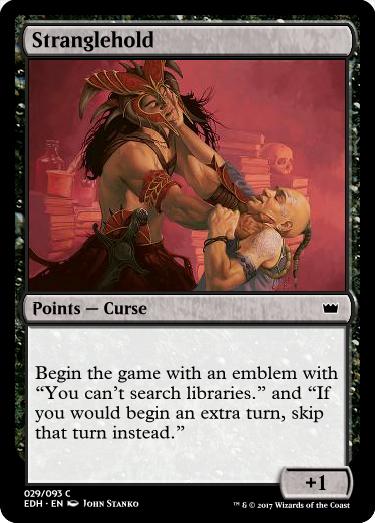 Stranglehold
Points — Curse
Begin the game with an emblem with
“You can’t search libraries.” and “If
you would begin an extra turn, skip
that turn instead.”
+1
029/093 C
EDH • EN JOHN STANKO
™ & © 2017 Wizards of the Coast